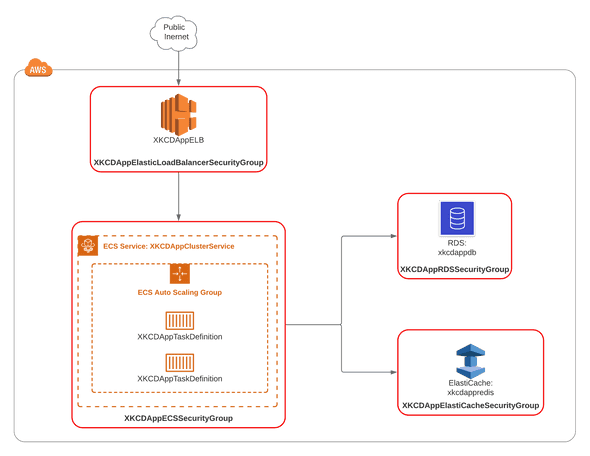 Public
Inernet
AWS
XKCDAppELB
XKCDAppElasticLoadBalancerSecurityGroup
ECS Service: XKCDAppClusterService
ECS Auto Scaling Group
XKCDAppTaskDefinition
XKCDAppTaskDefinition
XKCDAppECSSecurityGroup
RDS:
xkcdappdb
XKCDAppRDSSecurityGroup
ElastiCache:
xkcdappredis
XKCDAppElastiCacheSecurityGroup